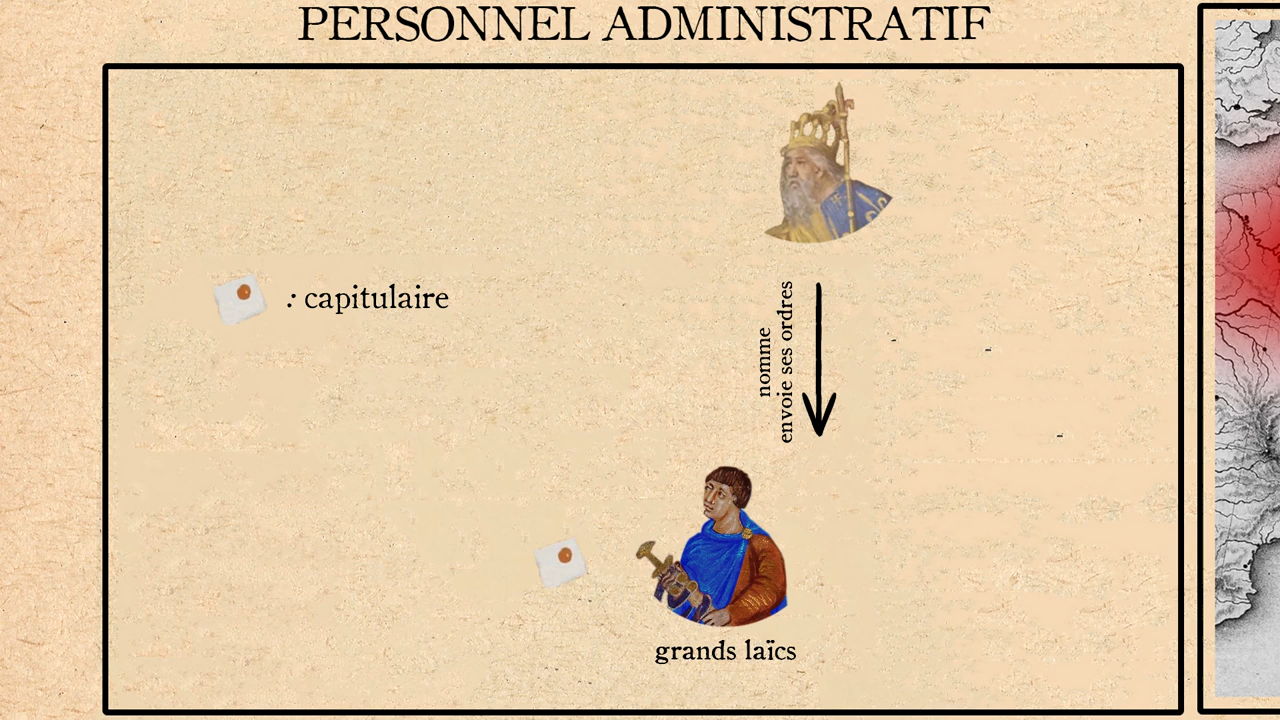 PERSONNEL ADMINISTRATIF
: capitulaire
nomme
envoie ses ordres
grands laïcs